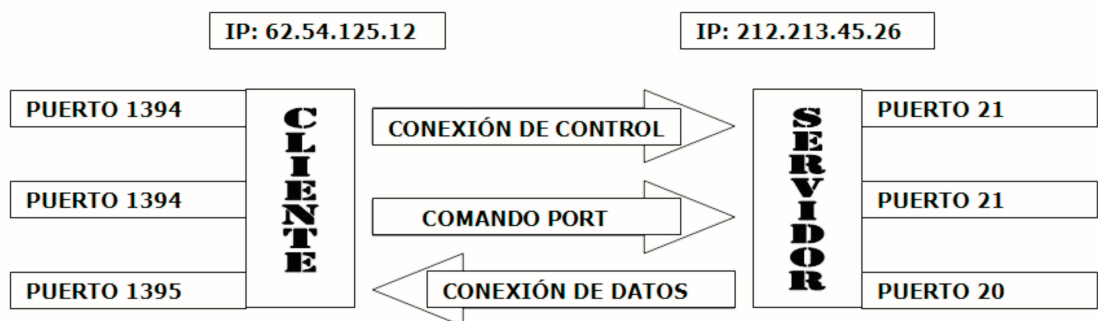 IP: 62.54.125.12
IP: 212.213.45.26
PUERTO 1394
CONEXIÓN DE CONTROL
PUERTO 21
CLIENTE
SERVIDOR
PUERTO 1394
COMANDO PORT
PUERTO 21
PUERTO 1395
CONEXIÓN DE DATOS
PUERTO 20